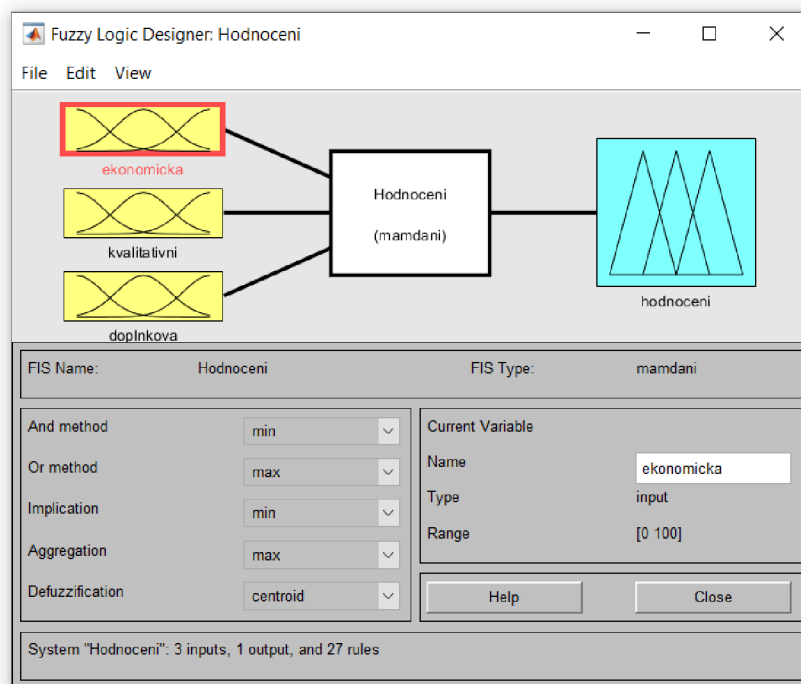 Fuzzy Logic Designer: Hodnoceni
File Edit View
ekonomicka
kvalitativni
doplnkova
Hodnoceni
(mamdani)
hodnoceni
FIS Name: Hodnoceni FIS Type: mamdani
And method min
Or method max
Implication min
Aggregation max
Defuzzification centroid
Current Variable
Name ekonomicka
Type input
Range [0 100]
Help Close
System "Hodnoceni": 3 inputs, 1 output, and 27 rules